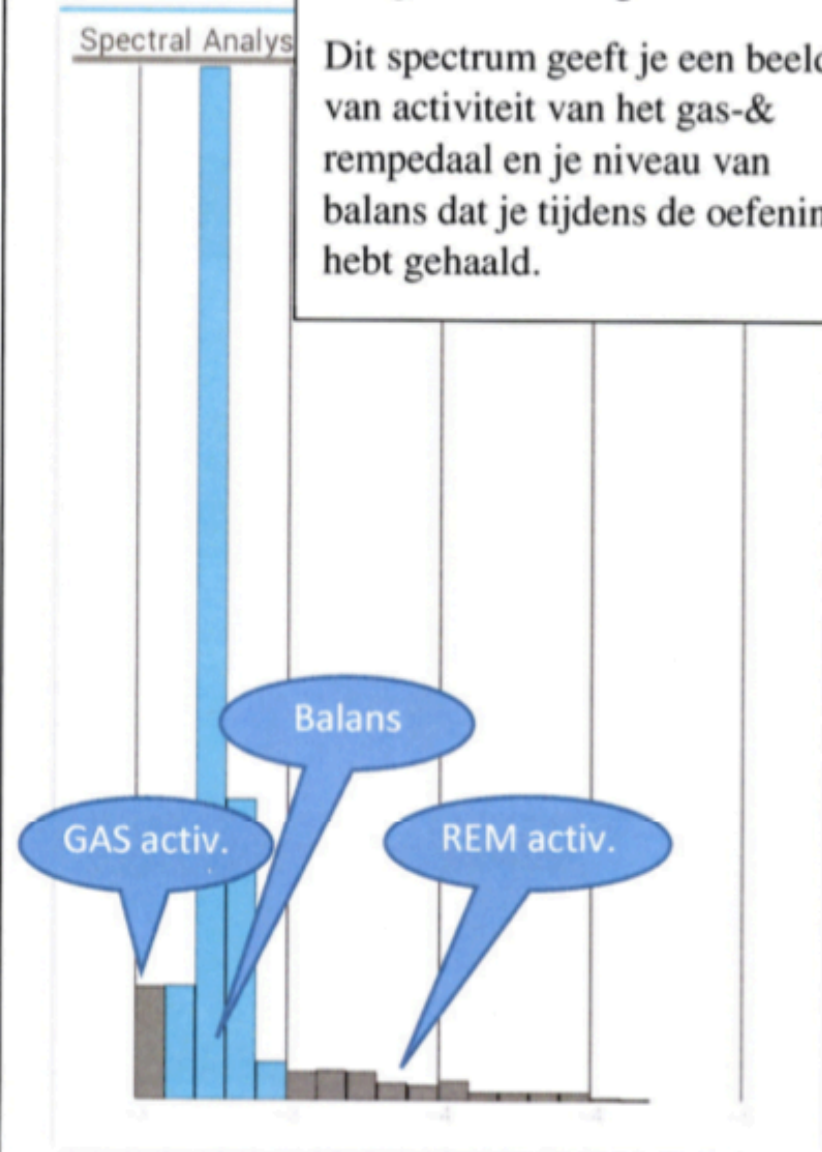 Spectral Analys
Dit spectrum geeft je een beeld
van activiteit van het gas-&
rempedaal en je niveau van
balans dat je tijdens de oefenin
hebt gehaald.
Balans
GAS activ.
REM activ.